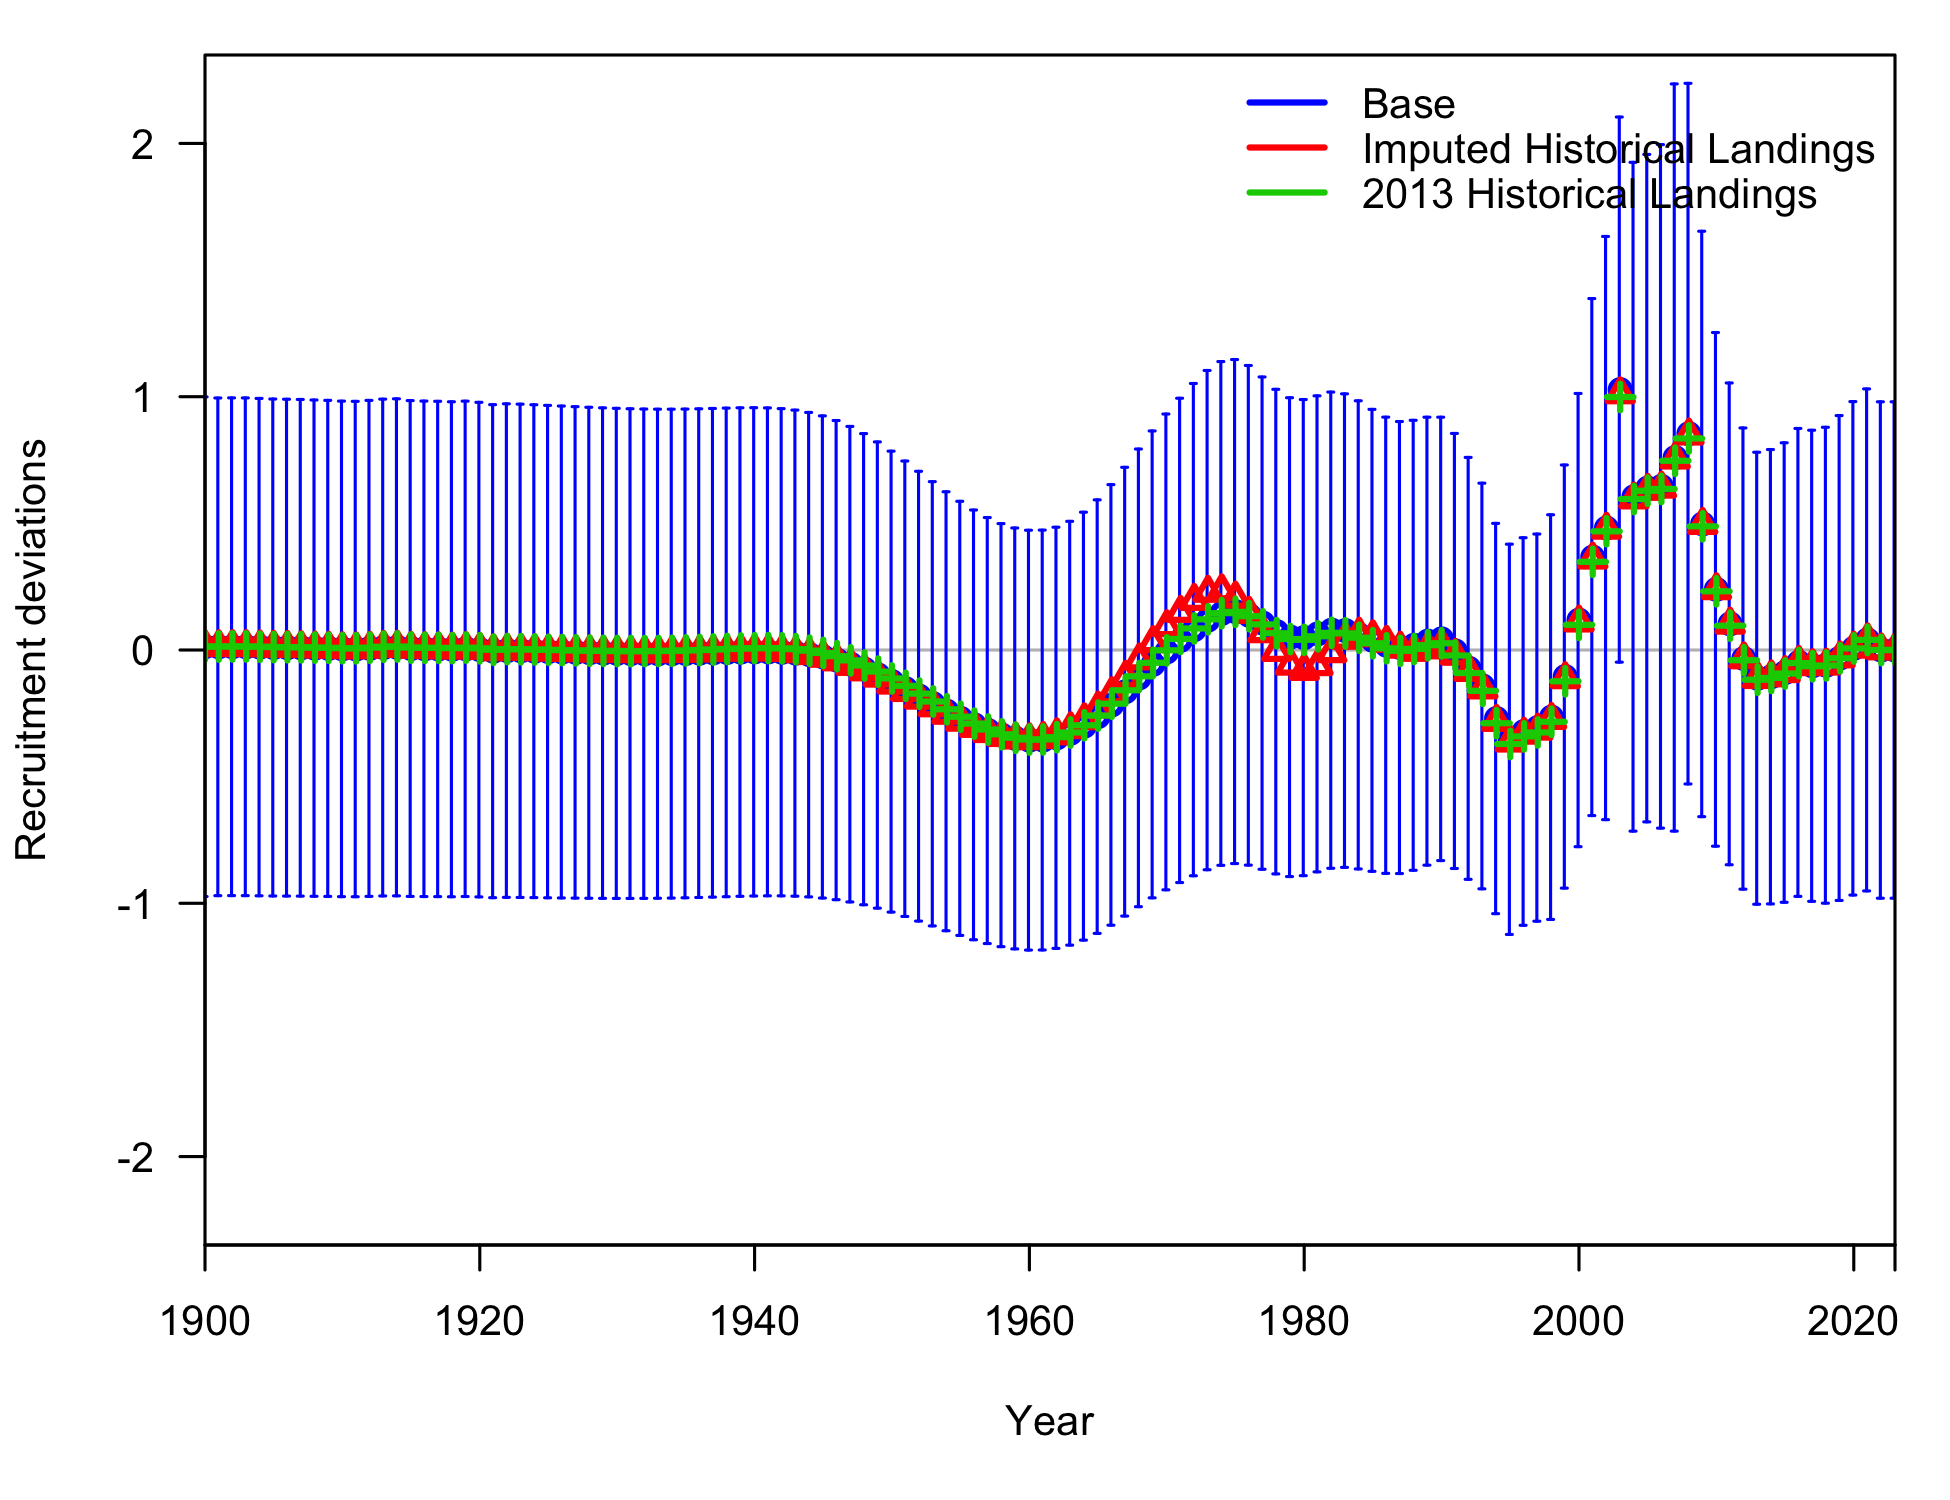 Base
Imputed Historical Landings
2013 Historical Landings
2
1
0
-1
-2
Recruitment deviations
1900 1920 1940 1960 1980 2000 2020
Year